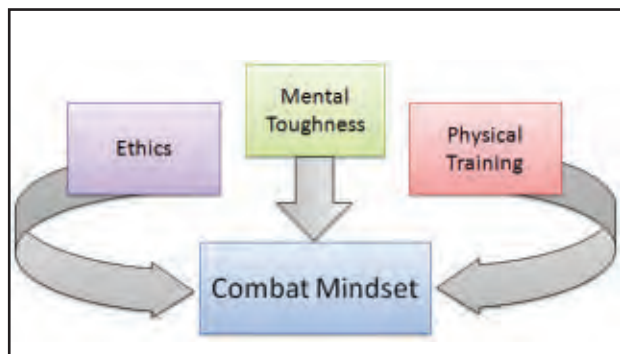 Mental
Toughness
Ethics
Physical
Training
Combat Mindset